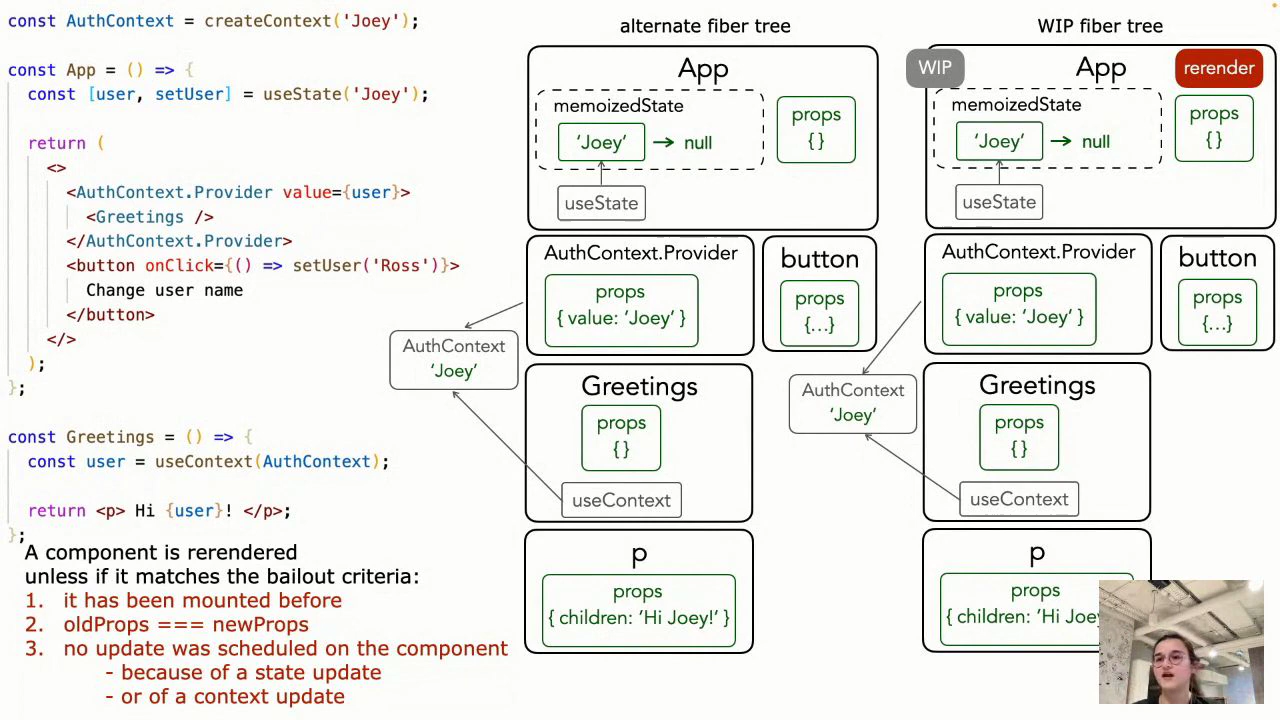 const AuthContext = createContext('Joey');
const App = () => {
const [user, setUser] = useState('Joey');
return (
<>
<AuthContext.Provider value={user}>
<Greetings />
</AuthContext.Provider>
<button onClick={() => setUser('Ross')}>
Change user name
</button>
</>
);
};
const Greetings = () => {
const user = useContext(AuthContext);
return <p> Hi {user}! </p>;
};
A component is rerendered
unless if it matches the bailout criteria:
1. it has been mounted before
2. oldProps === newProps
3. no update was scheduled on the component
- because of a state update
- or of a context update
alternate fiber tree
App
memoizedState
‘Joey’ → null
props
{ }
useState
AuthContext.Provider
props
{ value: ‘Joey’ }
button
props
{...}
AuthContext
‘Joey’
Greetings
props
{ }
useContext
p
props
{ children: ‘Hi Joey!’ }
WIP fiber tree
WIP
App
rerender
memoizedState
‘Joey’ → null
props
{ }
useState
AuthContext.Provider
props
{ value: ‘Joey’ }
button
props
{...}
AuthContext
‘Joey’
Greetings
props
{ }
useContext
p
props
{ children: ‘Hi Joey